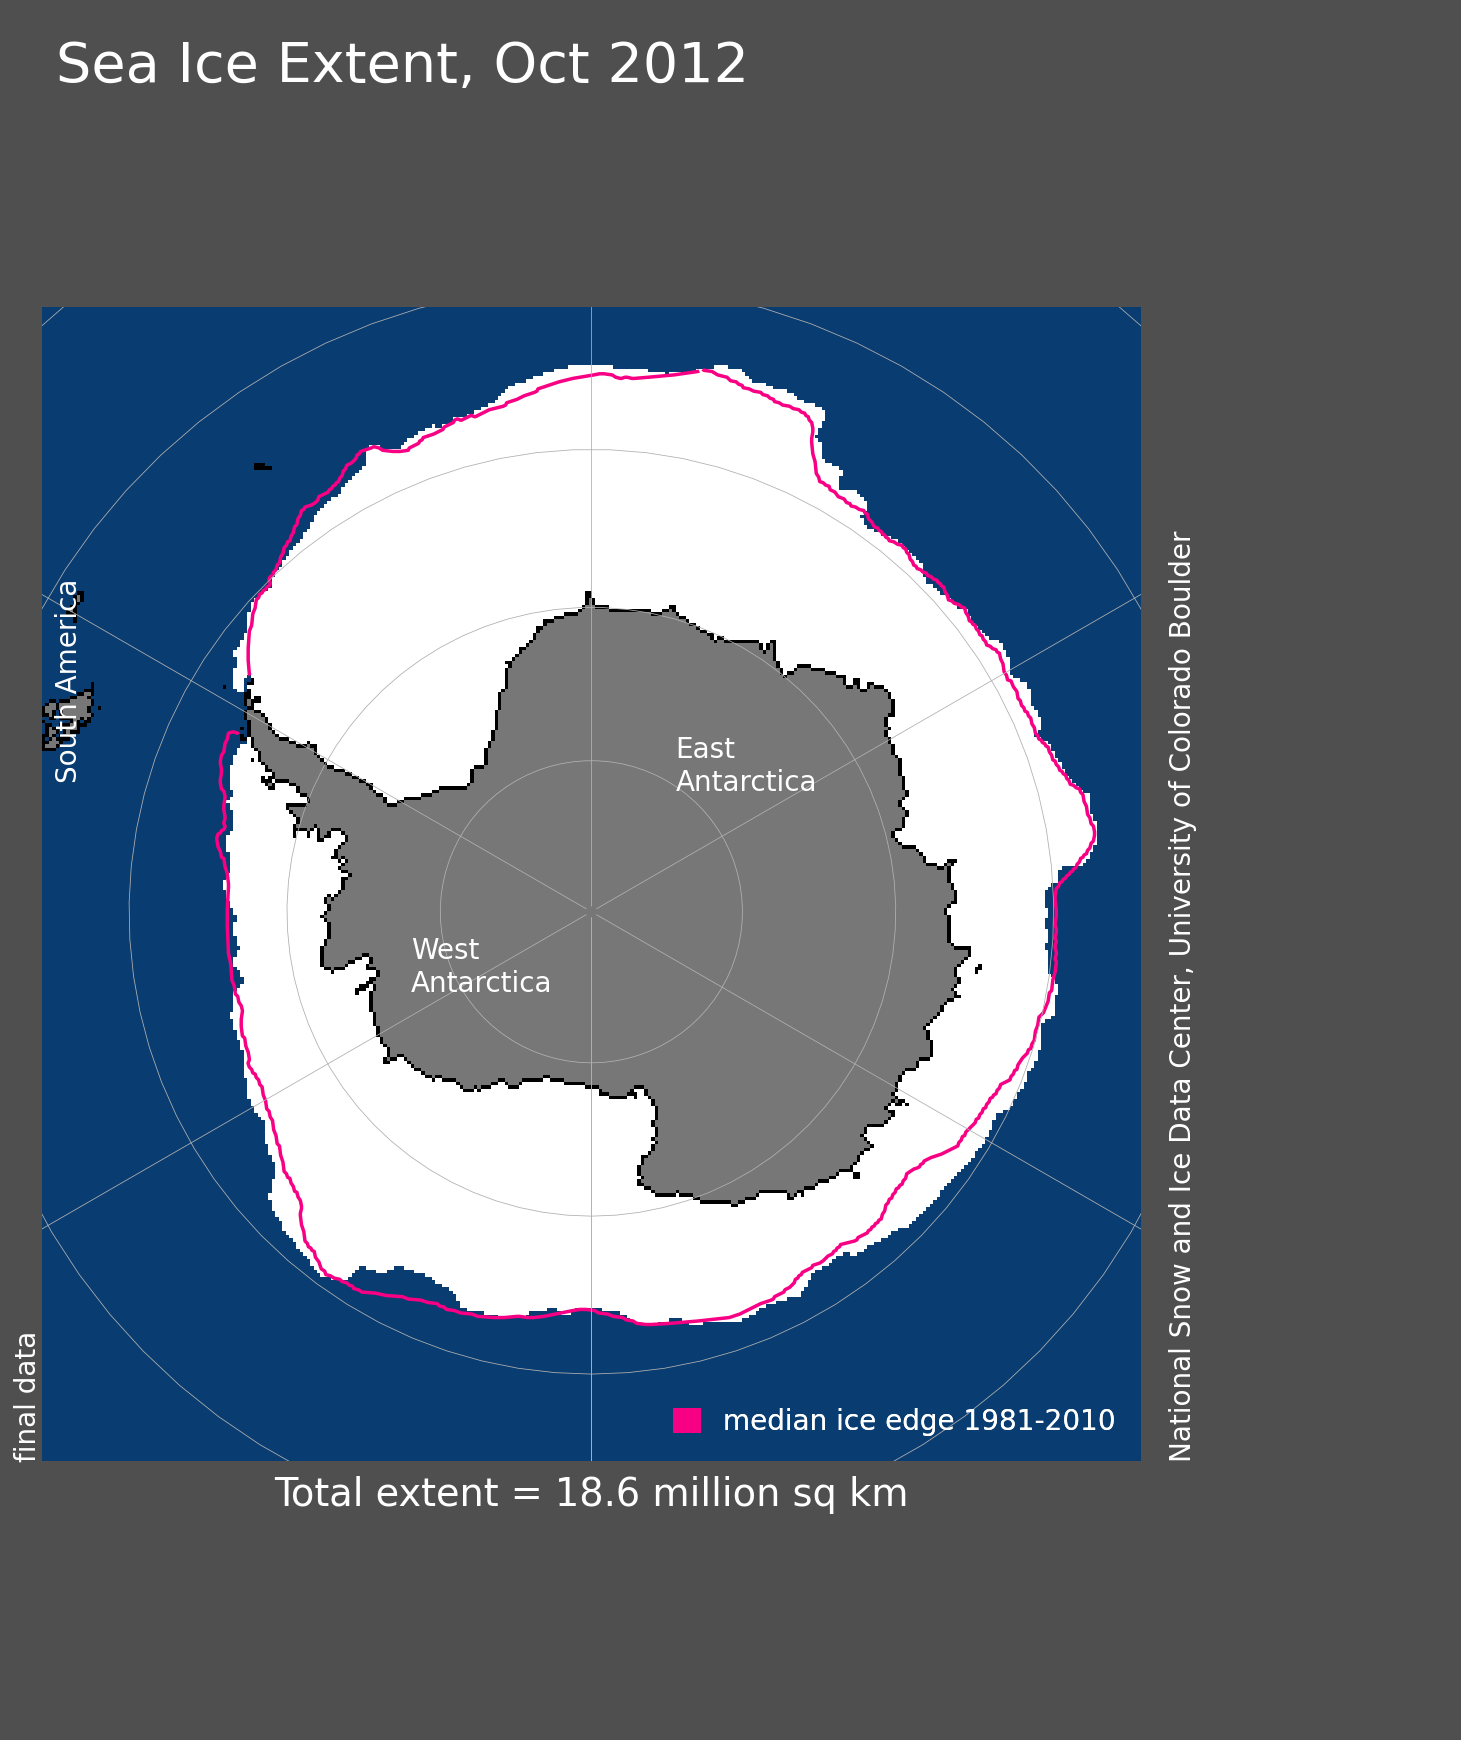 Sea Ice Extent, Oct 2012
South America
East
Antarctica
West
Antarctica
median ice edge 1981-2010
final data
National Snow and Ice Data Center, University of Colorado Boulder
Total extent = 18.6 million sq km